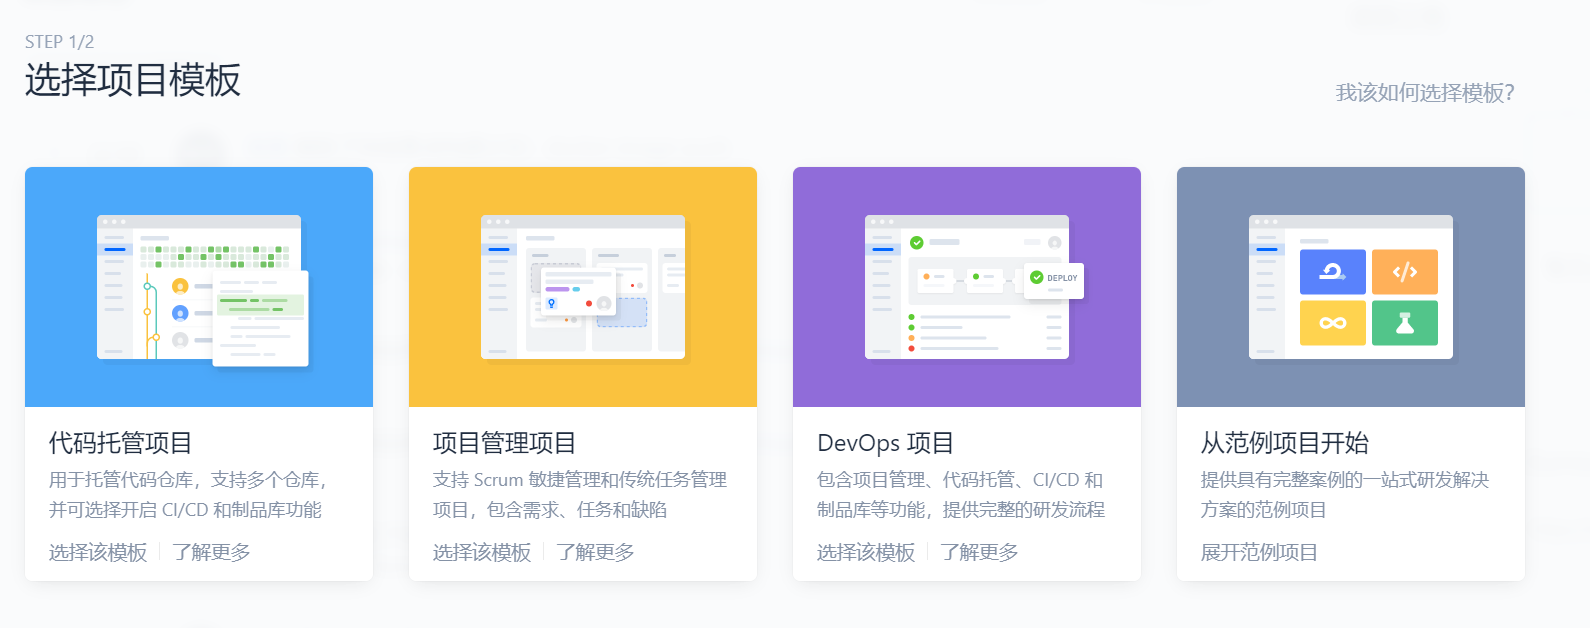 STEP 1/2
选择项目模板
我该如何选择模板?
DEPLOY
代码托管项目
用于托管代码仓库，支持多个仓库，
并可选择开启 CI/CD 和制品库功能
选择该模板 | 了解更多
项目管理项目
支持 Scrum 敏捷管理和传统任务管理
项目，包含需求、任务和缺陷
选择该模板 | 了解更多
DevOps 项目
包含项目管理、代码托管、CI/CD 和
制品库等功能，提供完整的研发流程
选择该模板 | 了解更多
从范例项目开始
提供具有完整案例的一站式研发解决
方案的范例项目
展开范例项目